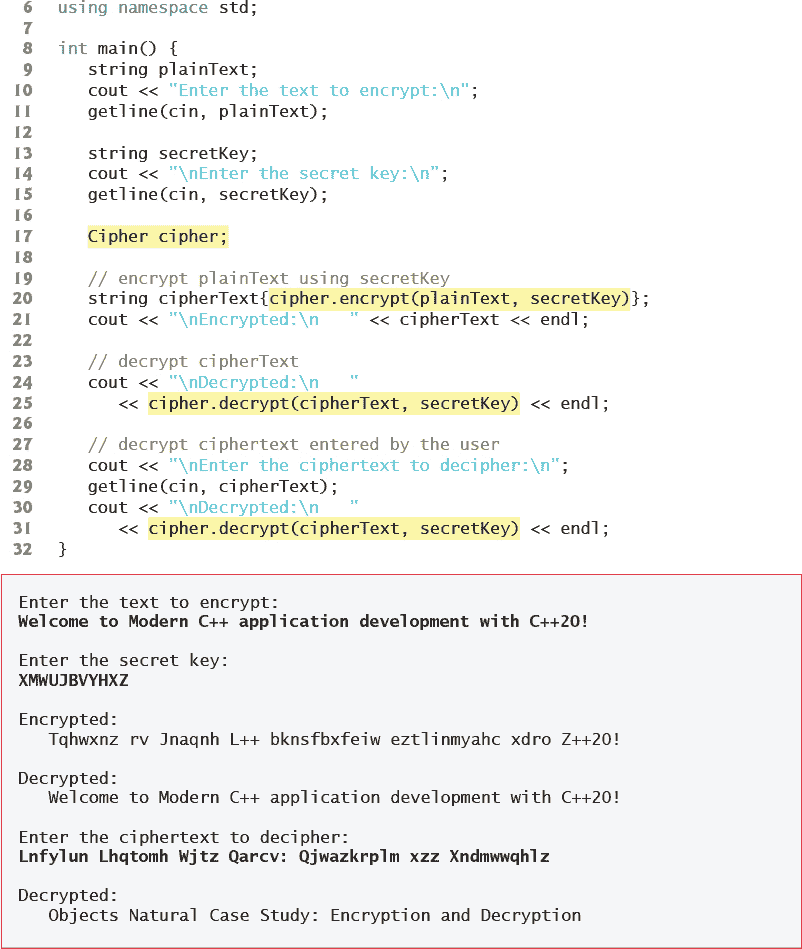 6 using namespace std;
7
8 int main() {
9 string plainText;
10 cout << "Enter the text to encrypt:\n";
11 getline(cin, plainText);
12
13 string secretKey;
14 cout << "\nEnter the secret key:\n";
15 getline(cin, secretKey);
16
17 Cipher cipher;
18
19 // encrypt plainText using secretKey
20 string cipherText{cipher.encrypt(plainText, secretKey)};
21 cout << "\nEncrypted:\n   " << cipherText << endl;
22
23 // decrypt cipherText
24 cout << "\nDecrypted:\n   "
25 << cipher.decrypt(cipherText, secretKey) << endl;
26
27 // decrypt ciphertext entered by the user
28 cout << "\nEnter the ciphertext to decipher:\n";
29 getline(cin, cipherText);
30 cout << "\nDecrypted:\n   "
31 << cipher.decrypt(cipherText, secretKey) << endl;
32 }
Enter the text to encrypt:
Welcome to Modern C++ application development with C++20!
Enter the secret key:
XMWUJBVYHXZ
Encrypted:
Tqhwxnz rv Jnaqnh L++ bknsfbxfeiw eztlinmyahc xdro Z++20!
Decrypted:
Welcome to Modern C++ application development with C++20!
Enter the ciphertext to decipher:
Lnfylun Lhqtomh Wjtz Qarcv: Qjwazkrplm xzz Xndmwwqhlz
Decrypted:
Objects Natural Case Study: Encryption and Decryption